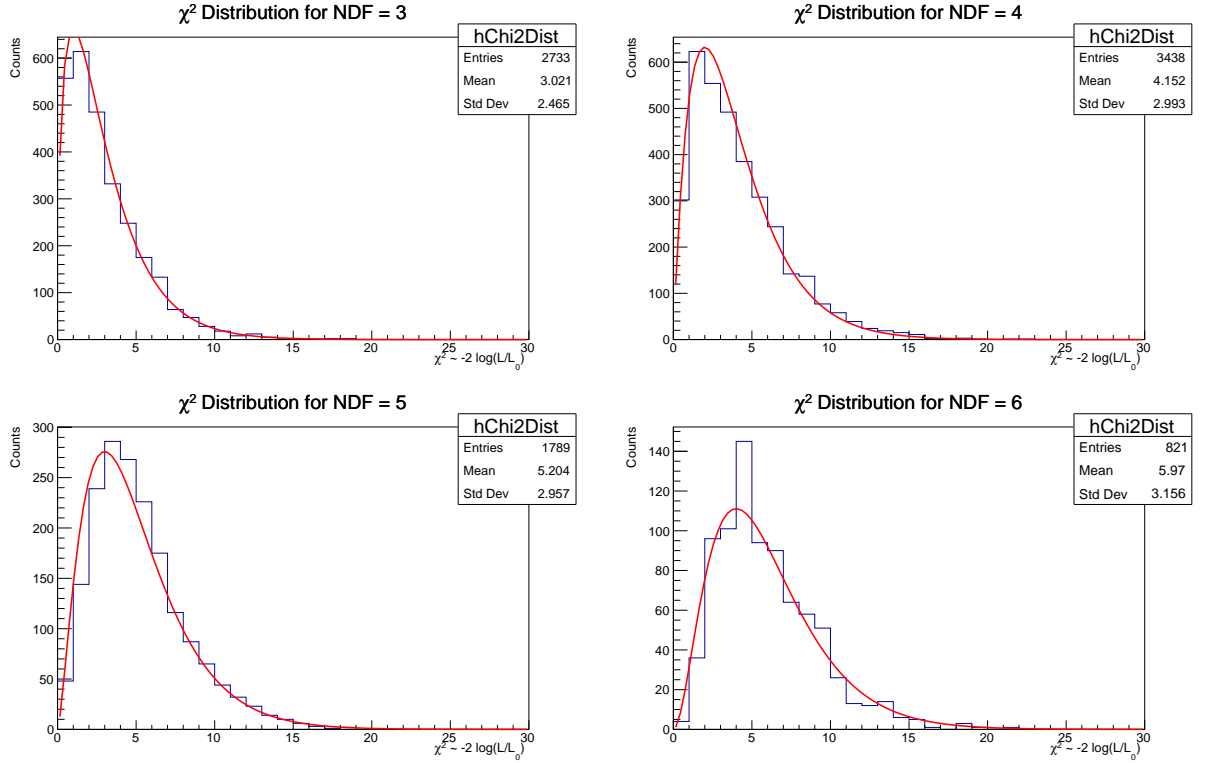 χ² Distribution for NDF = 3
hChi2Dist
Entries 2733
Mean 3.021
Std Dev 2.465
Counts
600
500
400
300
200
100
0
0 5 10 15 20 25 30
χ² ~ -2 log(L/L₀)
χ² Distribution for NDF = 4
hChi2Dist
Entries 3438
Mean 4.152
Std Dev 2.993
Counts
600
500
400
300
200
100
0
0 5 10 15 20 25 30
χ² ~ -2 log(L/L₀)
χ² Distribution for NDF = 5
hChi2Dist
Entries 1789
Mean 5.204
Std Dev 2.957
Counts
300
250
200
150
100
50
0
0 5 10 15 20 25 30
χ² ~ -2 log(L/L₀)
χ² Distribution for NDF = 6
hChi2Dist
Entries 821
Mean 5.97
Std Dev 3.156
Counts
140
120
100
80
60
40
20
0
0 5 10 15 20 25 30
χ² ~ -2 log(L/L₀)